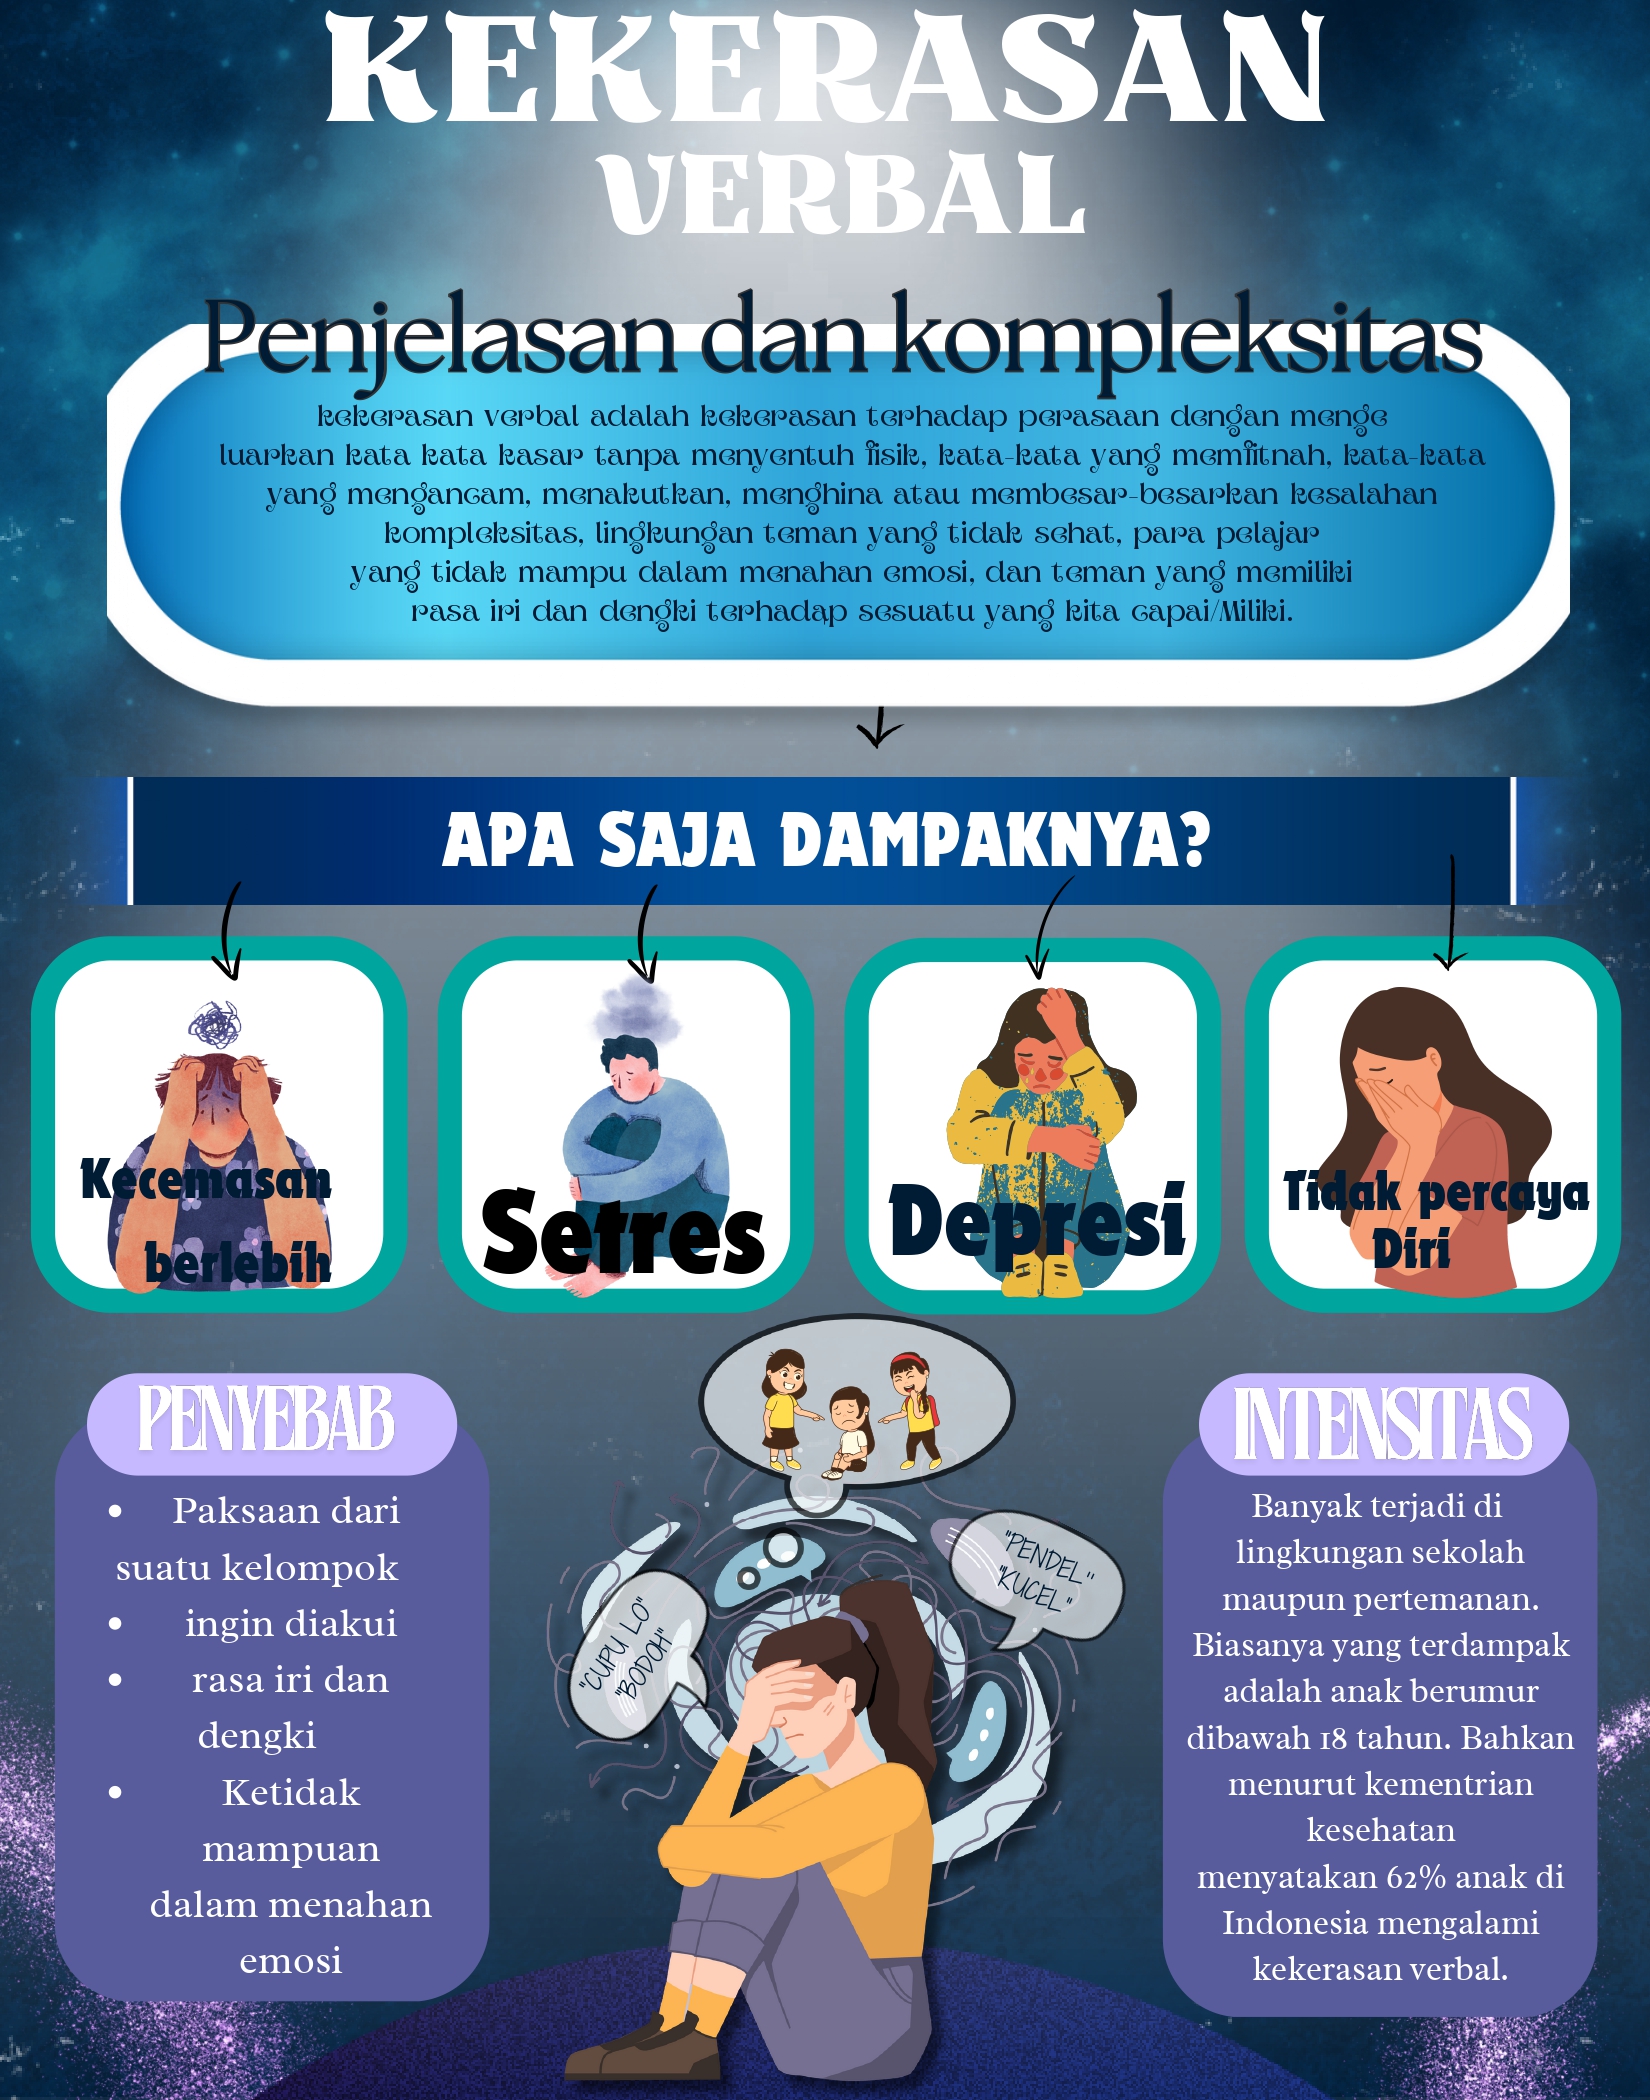 KEKERASAN
VERBAL
Penjelasan dan kompleksitas
kekerasan verbal adalah kekerasan terhadap perasaan dengan menge
luarkan kata kata kasar tanpa menyentuh fisik, kata-kata yang memfitnah, kata-kata
yang mengancam, menakutkan, menghina atau membesar-besarkan kesalahan
kompleksitas, lingkungan teman yang tidak sehat, para pelajar
yang tidak mampu dalam menahan emosi, dan teman yang memiliki
rasa iri dan dengki terhadap sesuatu yang kita capai/Miliki.
APA SAJA DAMPAKNYA?
Kecemasan
berlebih
Setres
Depresi
Tidak percaya
Diri
PENYEBAB
• Paksaan dari
suatu kelompok
• ingin diakui
• rasa iri dan
dengki
• Ketidak
mampuan
dalam menahan
emosi
"CUPU LO"
"BODOH"
"PENDEL"
"KUCEL"
INTENSITAS
Banyak terjadi di
lingkungan sekolah
maupun pertemanan.
Biasanya yang terdampak
adalah anak berumur
dibawah 18 tahun. Bahkan
menurut kementrian
kesehatan
menyatakan 62% anak di
Indonesia mengalami
kekerasan verbal.